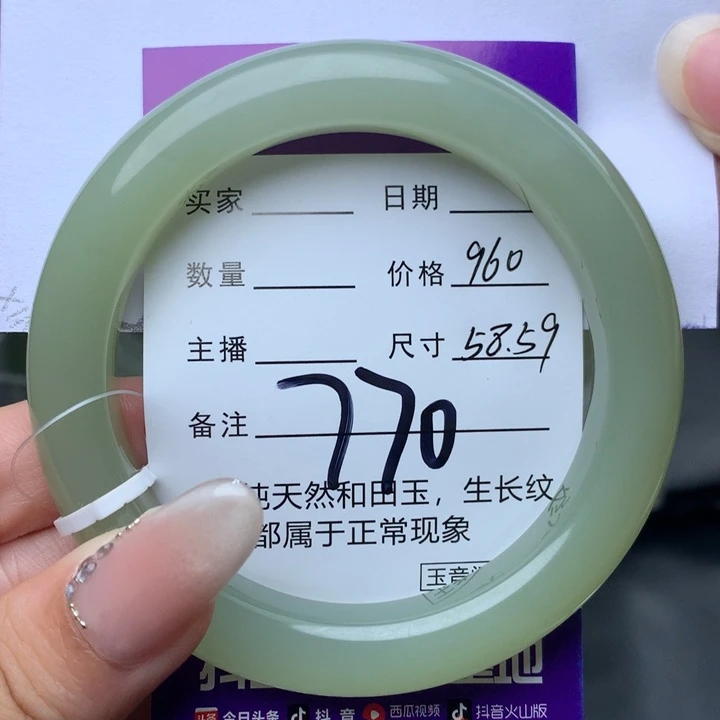 买家 日期
数量 价格 960
主播 尺寸 58.59
备注 770
纯天然和田玉，生长纹
都属于正常现象
今日头条 抖音 西瓜视频 抖音火山版